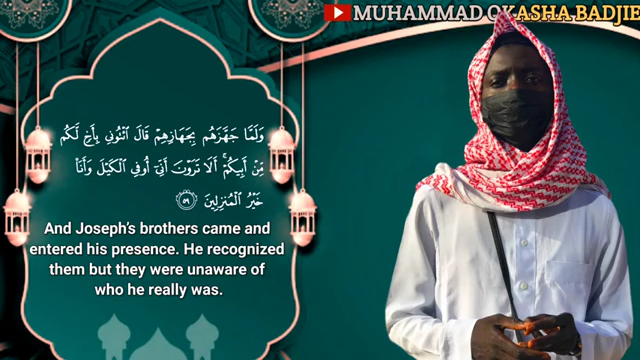 MUHAMMAD OKASHA BADJIE
وَلَمَّا جَهَّزَهُم بِجَهَازِهِمْ قَالَ ٱئْتُونِي بِأَخٍ لَّكُم
مِّنْ أَبِيكُمْ أَلَا تَرَوْنَ أَنِّيٓ أُوفِي ٱلْكَيْلَ وَأَنَا۠
خَيْرُ ٱلْمُنزِلِينَ ٥٩
And Joseph’s brothers came and
entered his presence. He recognized
them but they were unaware of
who he really was.